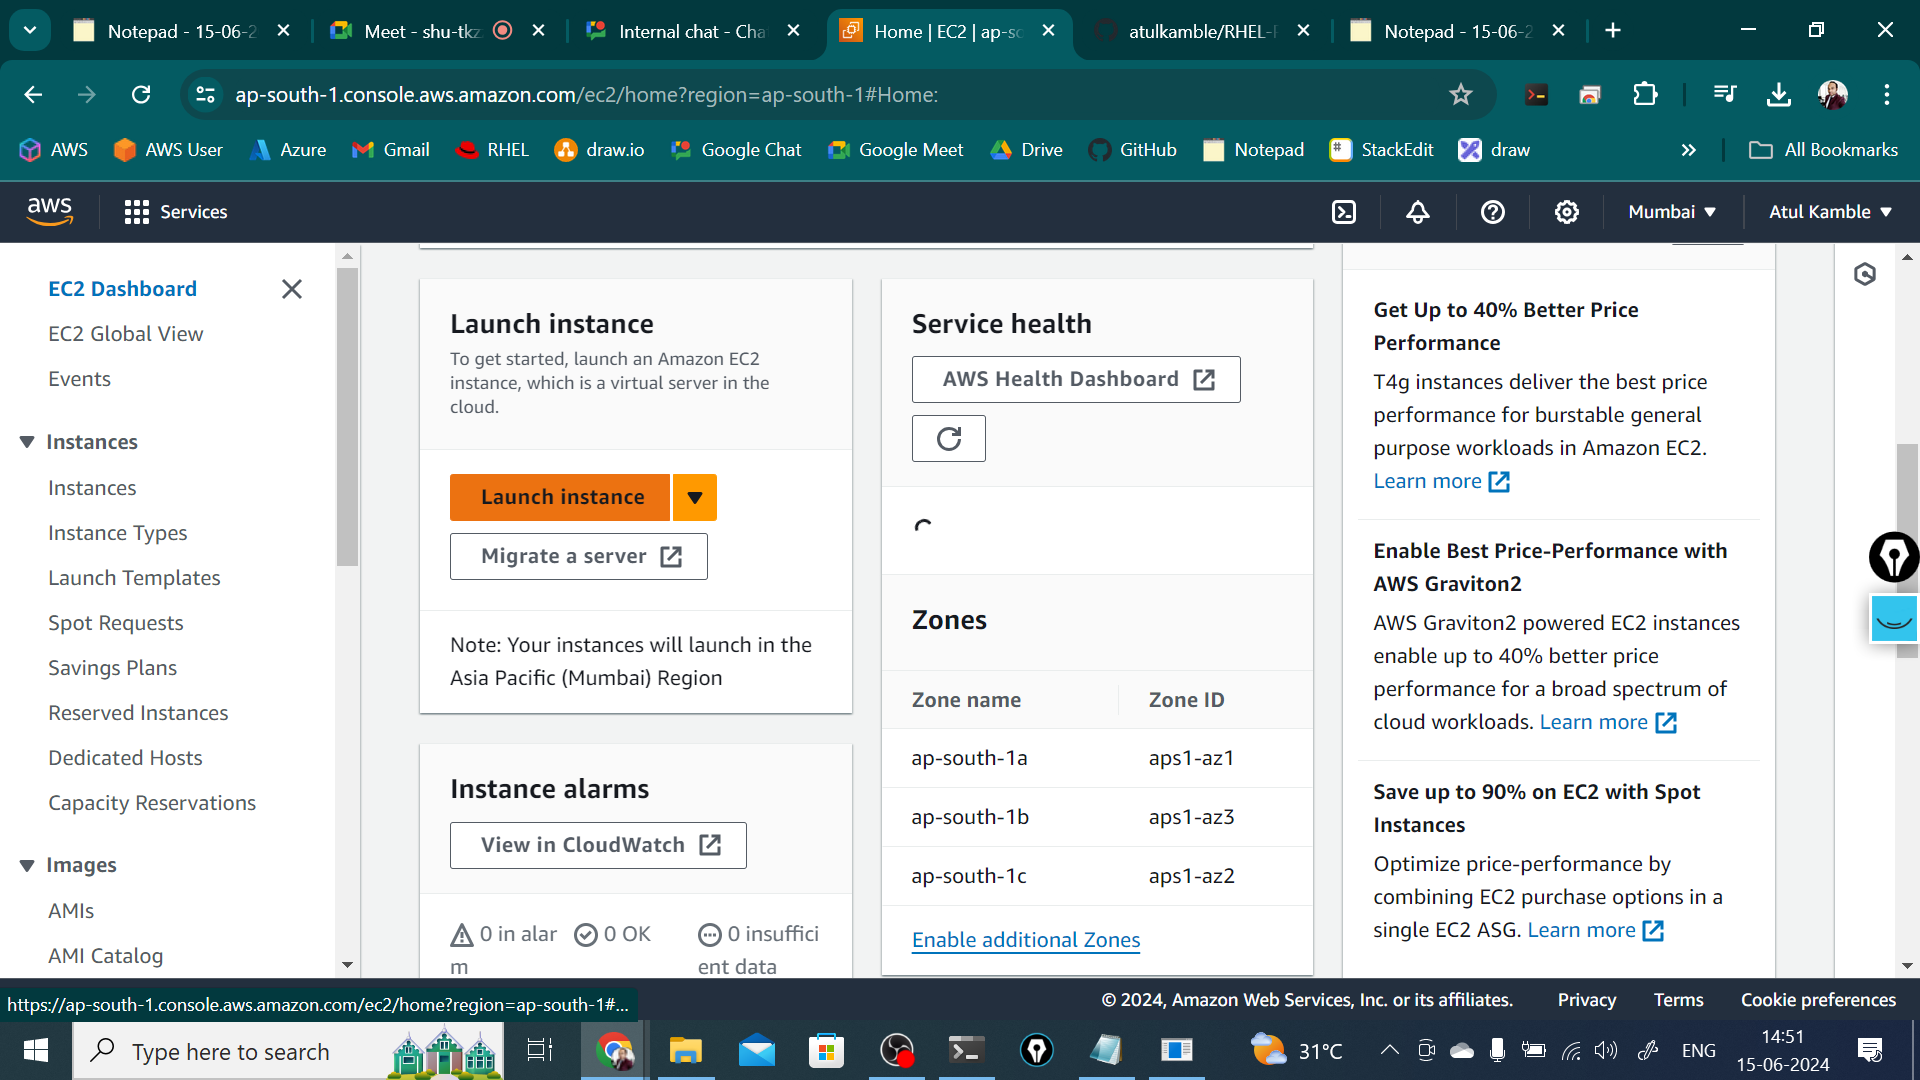 Notepad - 15-06-2
Meet - shu-tkz
Internal chat - Cha
Home | EC2 | ap-so
atulkamble/RHEL-
Notepad - 15-06-2
ap-south-1.console.aws.amazon.com/ec2/home?region=ap-south-1#Home:
AWS
AWS User
Azure
Gmail
RHEL
draw.io
Google Chat
Google Meet
Drive
GitHub
Notepad
StackEdit
draw
All Bookmarks
aws
Services
Mumbai
Atul Kamble
EC2 Dashboard
EC2 Global View
Events
Instances
Instances
Instance Types
Launch Templates
Spot Requests
Savings Plans
Reserved Instances
Dedicated Hosts
Capacity Reservations
Images
AMIs
AMI Catalog
Launch instance
To get started, launch an Amazon EC2
instance, which is a virtual server in the
cloud.
Launch instance
Migrate a server
Note: Your instances will launch in the
Asia Pacific (Mumbai) Region
Instance alarms
View in CloudWatch
0 in alar
m
0 OK
0 insuffici
ent data
Service health
AWS Health Dashboard
Zones
Zone name Zone ID
ap-south-1a aps1-az1
ap-south-1b aps1-az3
ap-south-1c aps1-az2
Enable additional Zones
Get Up to 40% Better Price
Performance
T4g instances deliver the best price
performance for burstable general
purpose workloads in Amazon EC2.
Learn more
Enable Best Price-Performance with
AWS Graviton2
AWS Graviton2 powered EC2 instances
enable up to 40% better price
performance for a broad spectrum of
cloud workloads. Learn more
Save up to 90% on EC2 with Spot
Instances
Optimize price-performance by
combining EC2 purchase options in a
single EC2 ASG. Learn more
https://ap-south-1.console.aws.amazon.com/ec2/home?region=ap-south-1#...
© 2024, Amazon Web Services, Inc. or its affiliates.
Privacy
Terms
Cookie preferences
Type here to search
31°C
ENG
14:51
15-06-2024